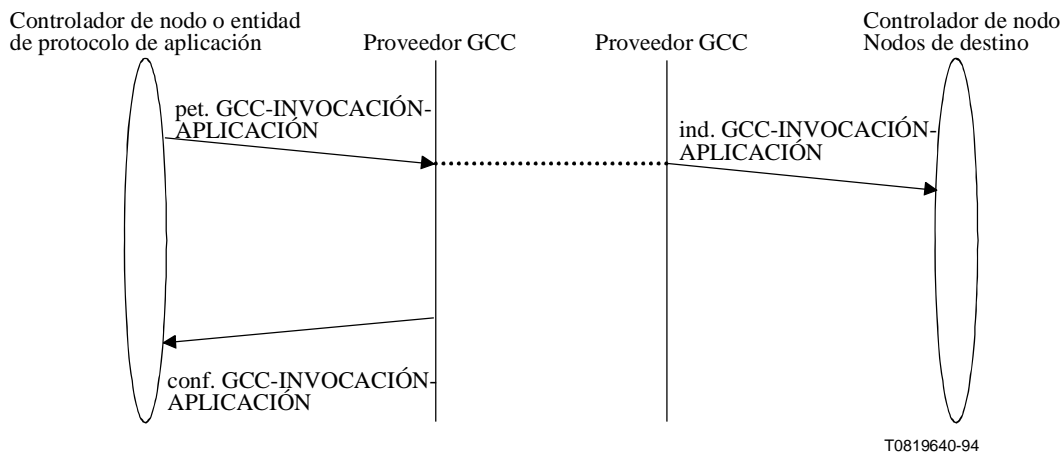 Controlador de nodo o entidad
de protocolo de aplicación
Proveedor GCC
Proveedor GCC
Controlador de nodo
Nodos de destino
pet. GCC-INVOCACIÓN-
APLICACIÓN
ind. GCC-INVOCACIÓN-
APLICACIÓN
conf. GCC-INVOCACIÓN-
APLICACIÓN
T0819640-94